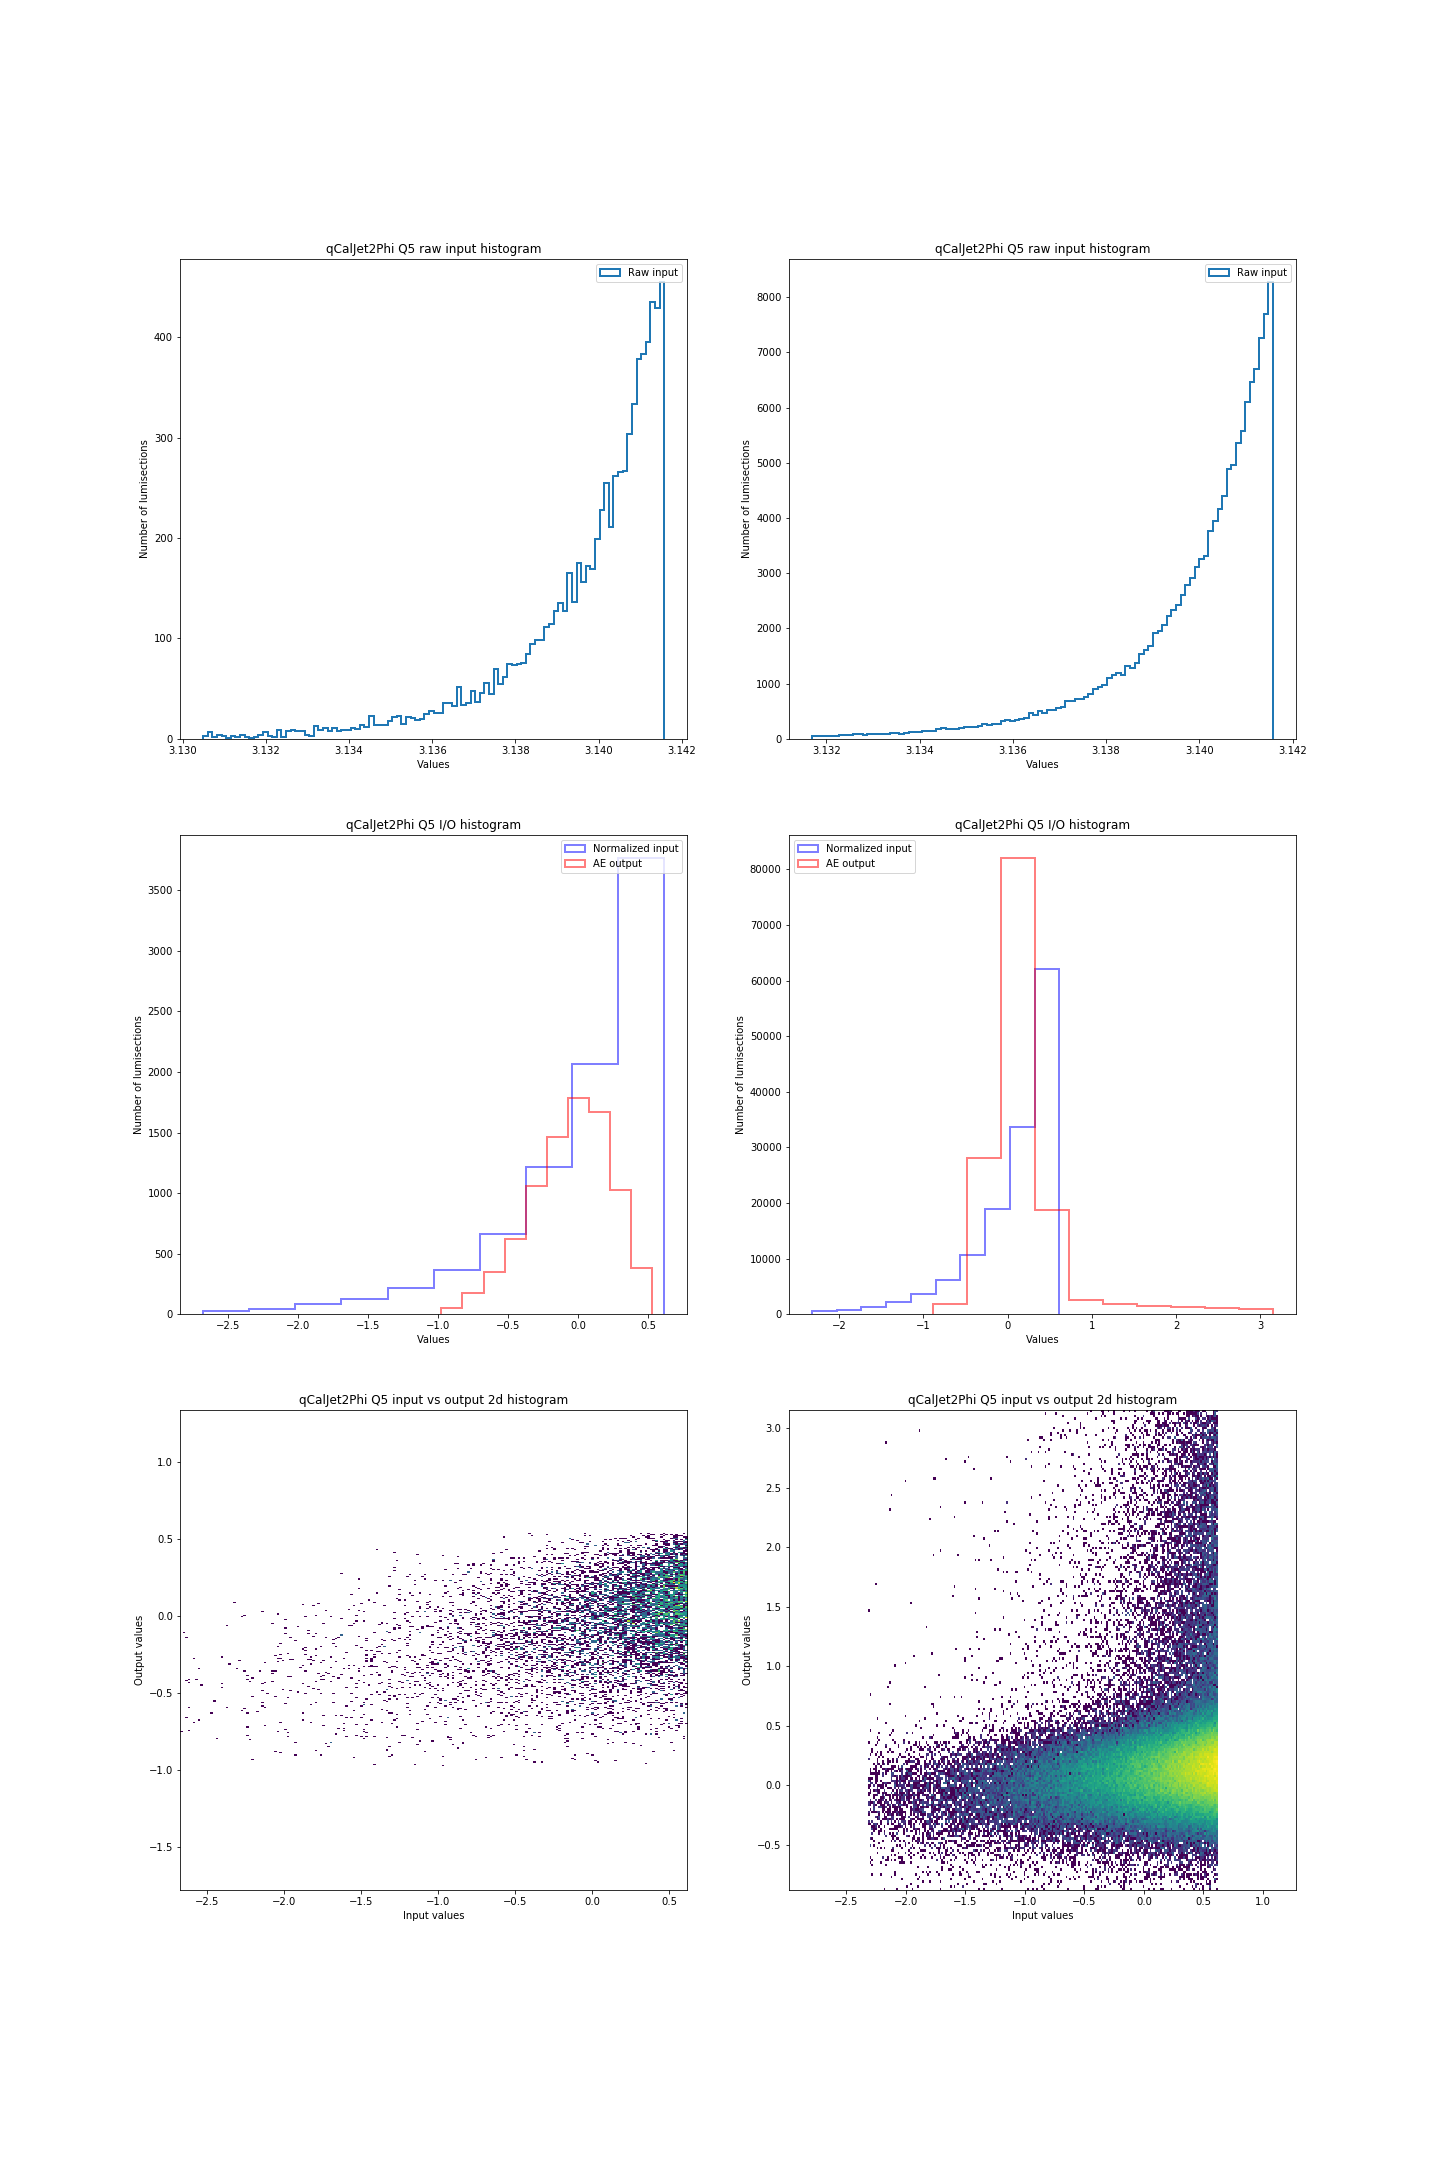 qCalJet2Phi Q5 raw input histogram
Raw input
Number of lumisections
400
300
200
100
0
3.130 3.132 3.134 3.136 3.138 3.140 3.142
Values
qCalJet2Phi Q5 raw input histogram
Raw input
Number of lumisections
8000
7000
6000
5000
4000
3000
2000
1000
0
3.132 3.134 3.136 3.138 3.140 3.142
Values
qCalJet2Phi Q5 I/O histogram
Normalized input
AE output
Number of lumisections
3500
3000
2500
2000
1500
1000
500
0
−2.5 −2.0 −1.5 −1.0 −0.5 0.0 0.5
Values
qCalJet2Phi Q5 I/O histogram
Normalized input
AE output
Number of lumisections
80000
70000
60000
50000
40000
30000
20000
10000
0
−2 −1 0 1 2 3
Values
qCalJet2Phi Q5 input vs output 2d histogram
Output values
1.0
0.5
0.0
−0.5
−1.0
−1.5
−2.5 −2.0 −1.5 −1.0 −0.5 0.0 0.5
Input values
qCalJet2Phi Q5 input vs output 2d histogram
Output values
3.0
2.5
2.0
1.5
1.0
0.5
0.0
−0.5
−2.5 −2.0 −1.5 −1.0 −0.5 0.0 0.5 1.0
Input values